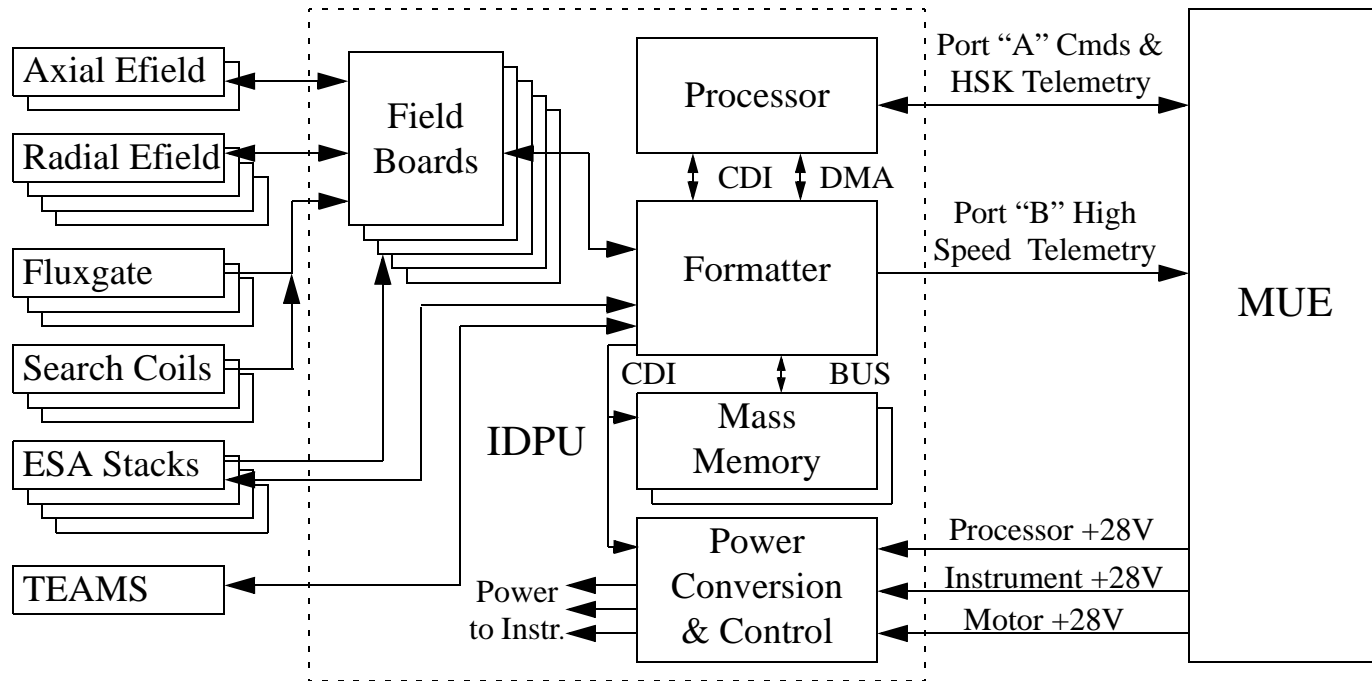 Axial Efield
Radial Efield
Fluxgate
Search Coils
ESA Stacks
TEAMS
Field
Boards
IDPU
Processor
CDI
DMA
Formatter
CDI
BUS
Mass
Memory
Power
Conversion
& Control
Power
to Instr.
Port “A” Cmds &
HSK Telemetry
Port “B” High
Speed Telemetry
Processor +28V
Instrument +28V
Motor +28V
MUE